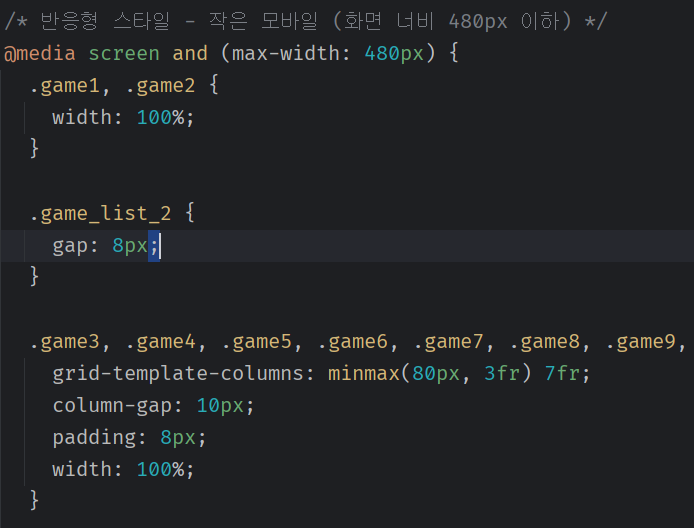 /* 반응형 스타일 - 작은 모바일 (화면 너비 480px 이하) */
@media screen and (max-width: 480px) {
.game1, .game2 {
width: 100%;
}
.game_list_2 {
gap: 8px;
}
.game3, .game4, .game5, .game6, .game7, .game8, .game9,
grid-template-columns: minmax(80px, 3fr) 7fr;
column-gap: 10px;
padding: 8px;
width: 100%;
}